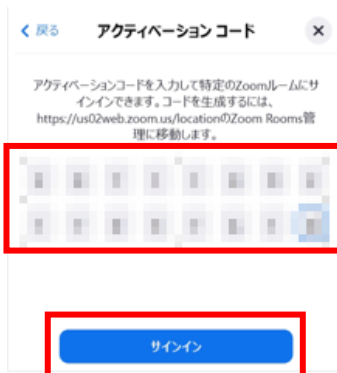 戻る アクティベーション コード
アクティベーションコードを入力して特定のZoomルームにサ
インインできます。コードを生成するには、
https://us02web.zoom.us/locationのZoom Rooms管
理に移動します。
サインイン